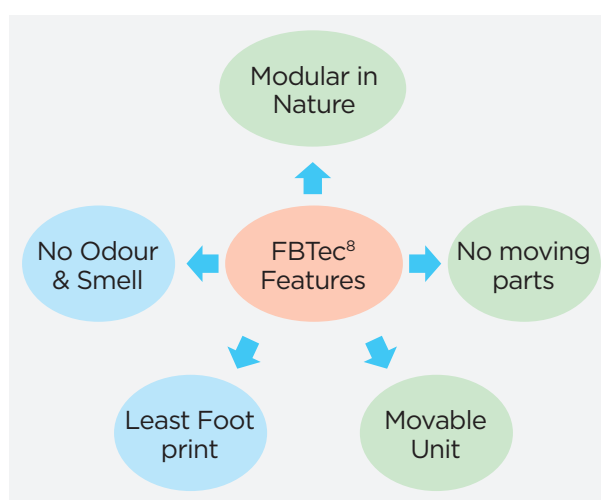 Modular in
Nature
No Odour
& Smell
FBTec⁸
Features
No moving
parts
Least Foot
print
Movable
Unit